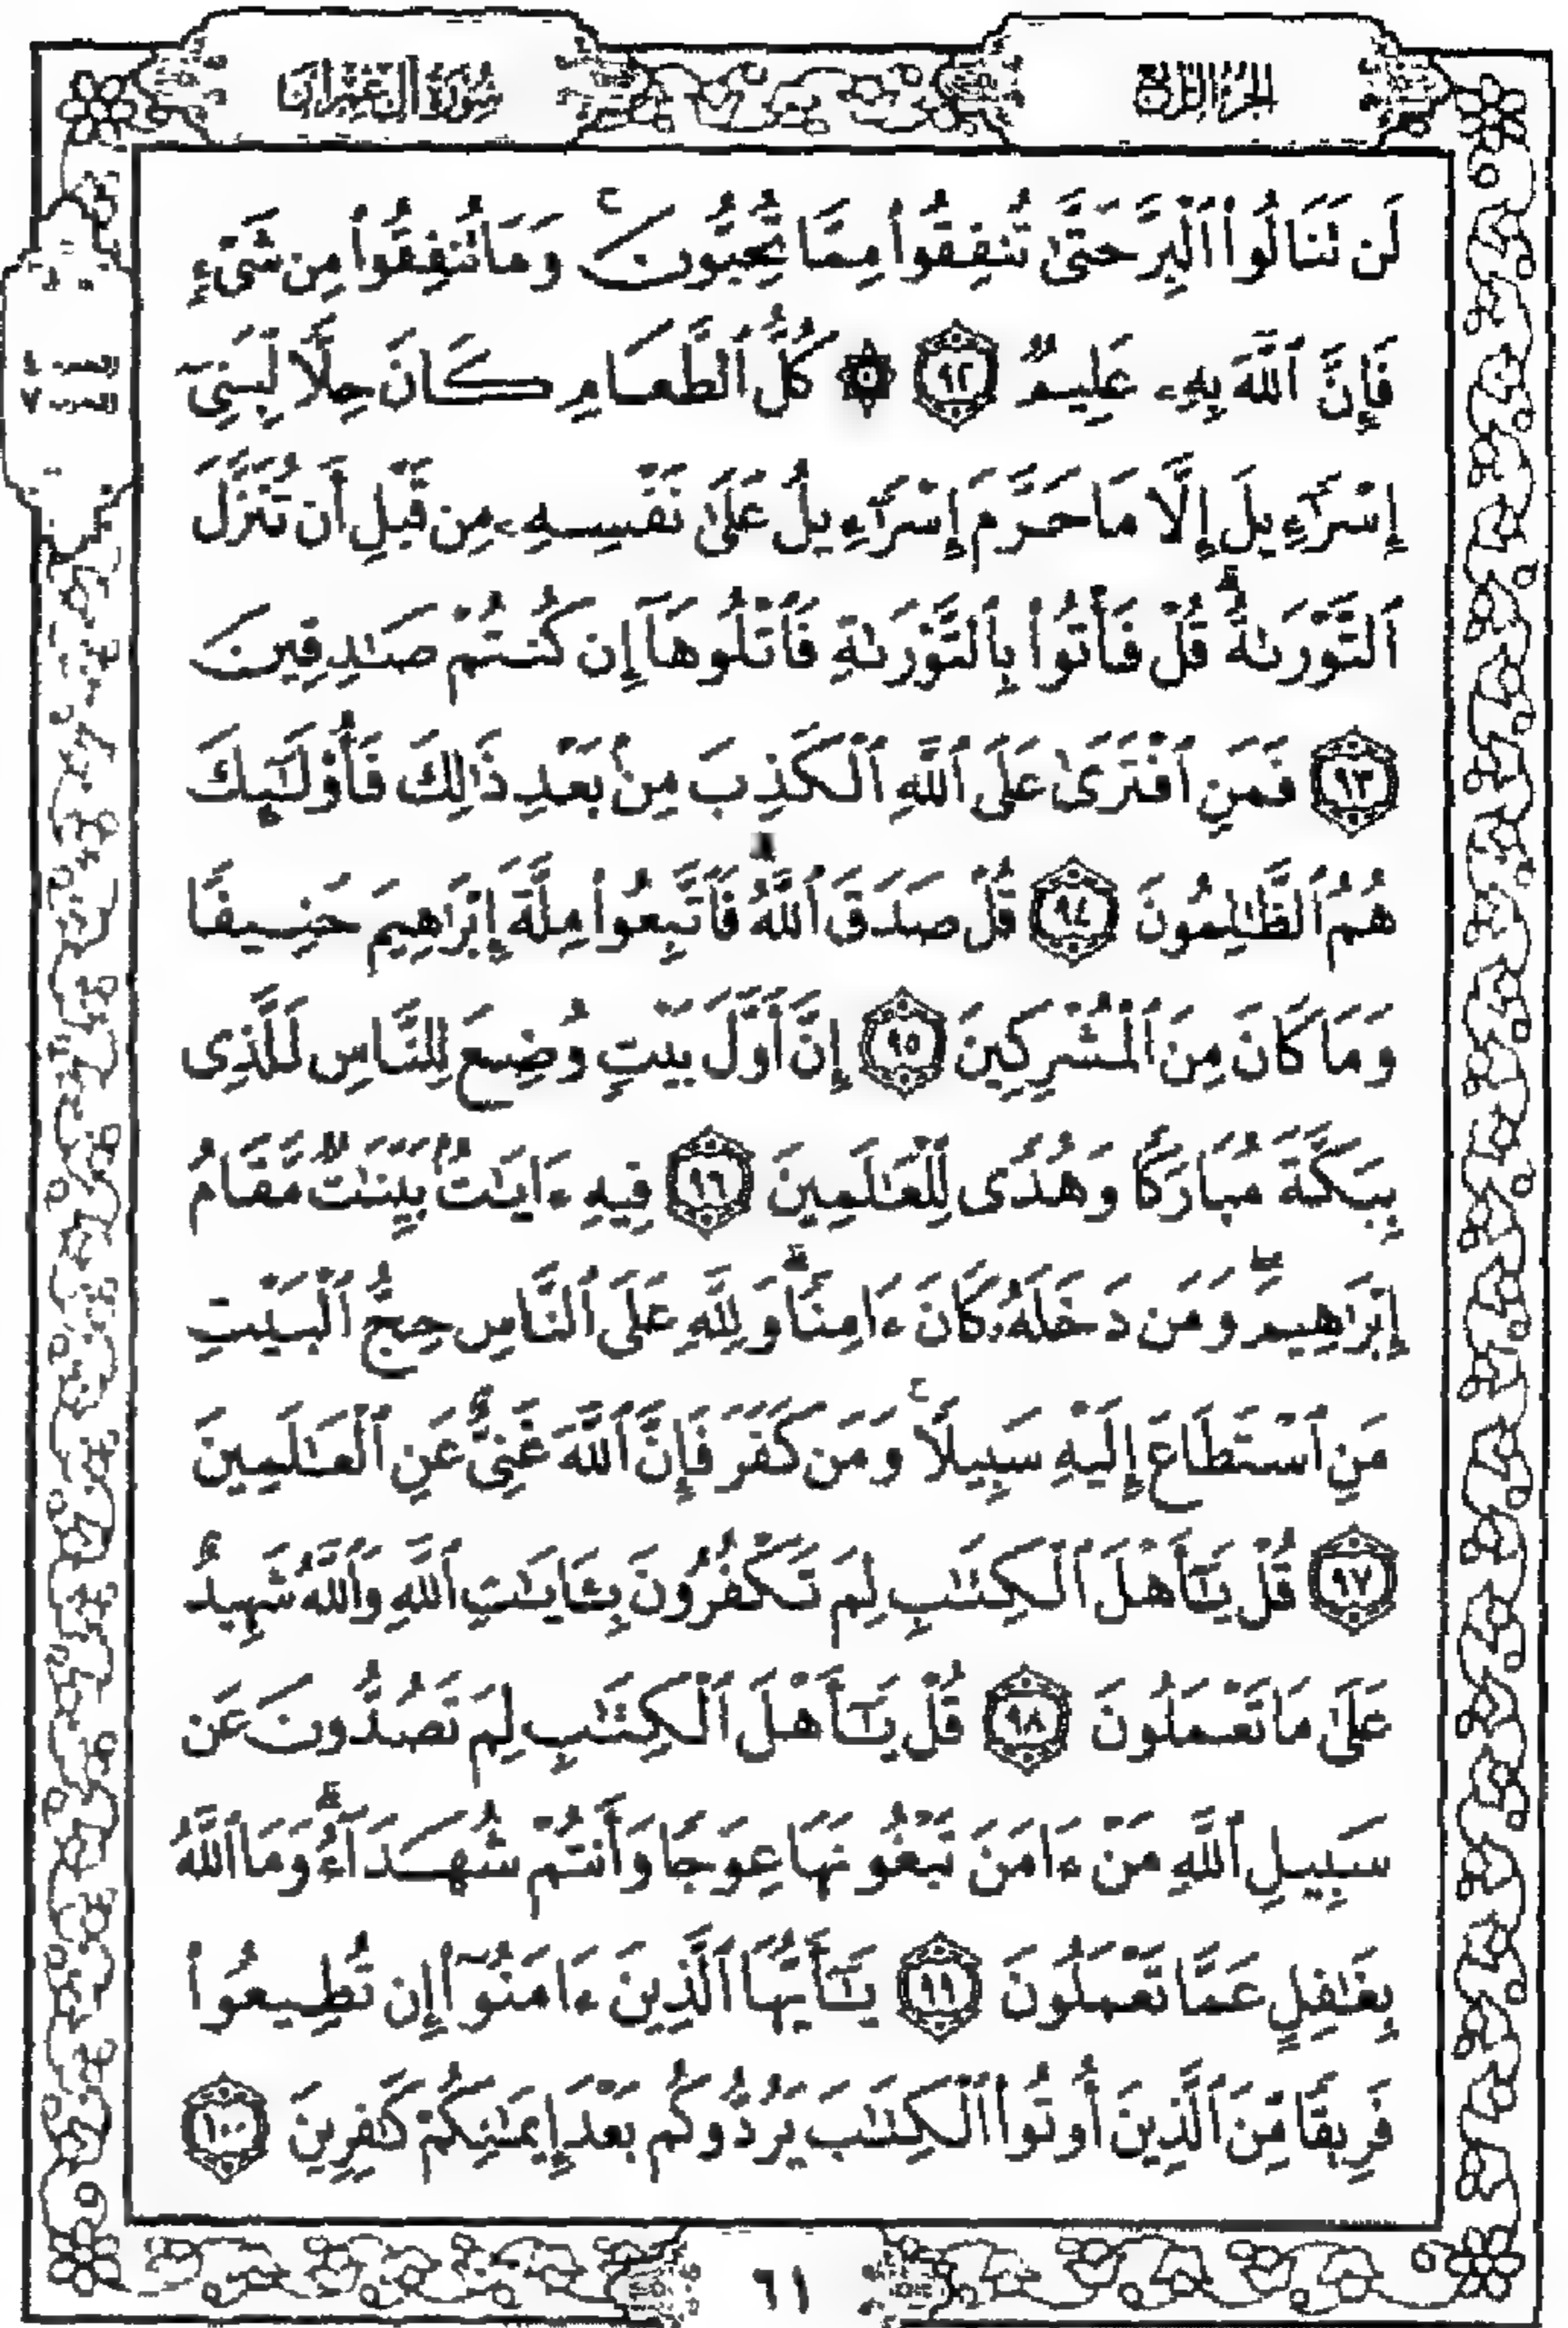 سُورَةُ آلِ عِمْرَانَ
الجُزْءُ الرَّابِعُ
لَن تَنَالُوا۟ ٱلْبِرَّ حَتَّىٰ تُنفِقُوا۟ مِمَّا تُحِبُّونَ ۚ وَمَا تُنفِقُوا۟ مِن شَىْءٍ
فَإِنَّ ٱللَّهَ بِهِۦ عَلِيمٌ ٩٢ ۞ كُلُّ ٱلطَّعَامِ كَانَ حِلًّا لِّبَنِىٓ
إِسْرَٰٓءِيلَ إِلَّا مَا حَرَّمَ إِسْرَٰٓءِيلُ عَلَىٰ نَفْسِهِۦ مِن قَبْلِ أَن تُنَزَّلَ
ٱلتَّوْرَىٰةُ ۗ قُلْ فَأْتُوا۟ بِٱلتَّوْرَىٰةِ فَٱتْلُوهَآ إِن كُنتُمْ صَٰدِقِينَ
٩٣ فَمَنِ ٱفْتَرَىٰ عَلَى ٱللَّهِ ٱلْكَذِبَ مِنۢ بَعْدِ ذَٰلِكَ فَأُو۟لَٰٓئِكَ
هُمُ ٱلظَّٰلِمُونَ ٩٤ قُلْ صَدَقَ ٱللَّهُ ۗ فَٱتَّبِعُوا۟ مِلَّةَ إِبْرَٰهِيمَ حَنِيفًا
وَمَا كَانَ مِنَ ٱلْمُشْرِكِينَ ٩٥ إِنَّ أَوَّلَ بَيْتٍ وُضِعَ لِلنَّاسِ لَلَّذِى
بِبَكَّةَ مُبَارَكًا وَهُدًى لِّلْعَٰلَمِينَ ٩٦ فِيهِ ءَايَٰتٌۢ بَيِّنَٰتٌ مَّقَامُ
إِبْرَٰهِيمَ ۖ وَمَن دَخَلَهُۥ كَانَ ءَامِنًا ۗ وَلِلَّهِ عَلَى ٱلنَّاسِ حِجُّ ٱلْبَيْتِ
مَنِ ٱسْتَطَاعَ إِلَيْهِ سَبِيلًا ۚ وَمَن كَفَرَ فَإِنَّ ٱللَّهَ غَنِىٌّ عَنِ ٱلْعَٰلَمِينَ
٩٧ قُلْ يَٰٓأَهْلَ ٱلْكِتَٰبِ لِمَ تَكْفُرُونَ بِـَٔايَٰتِ ٱللَّهِ وَٱللَّهُ شَهِيدٌ
عَلَىٰ مَا تَعْمَلُونَ ٩٨ قُلْ يَٰٓأَهْلَ ٱلْكِتَٰبِ لِمَ تَصُدُّونَ عَن
سَبِيلِ ٱللَّهِ مَنْ ءَامَنَ تَبْغُونَهَا عِوَجًا وَأَنتُمْ شُهَدَآءُ ۗ وَمَا ٱللَّهُ
بِغَٰفِلٍ عَمَّا تَعْمَلُونَ ٩٩ يَٰٓأَيُّهَا ٱلَّذِينَ ءَامَنُوٓا۟ إِن تُطِيعُوا۟
فَرِيقًا مِّنَ ٱلَّذِينَ أُوتُوا۟ ٱلْكِتَٰبَ يَرُدُّوكُم بَعْدَ إِيمَٰنِكُمْ كَٰفِرِينَ ١٠٠
٦١